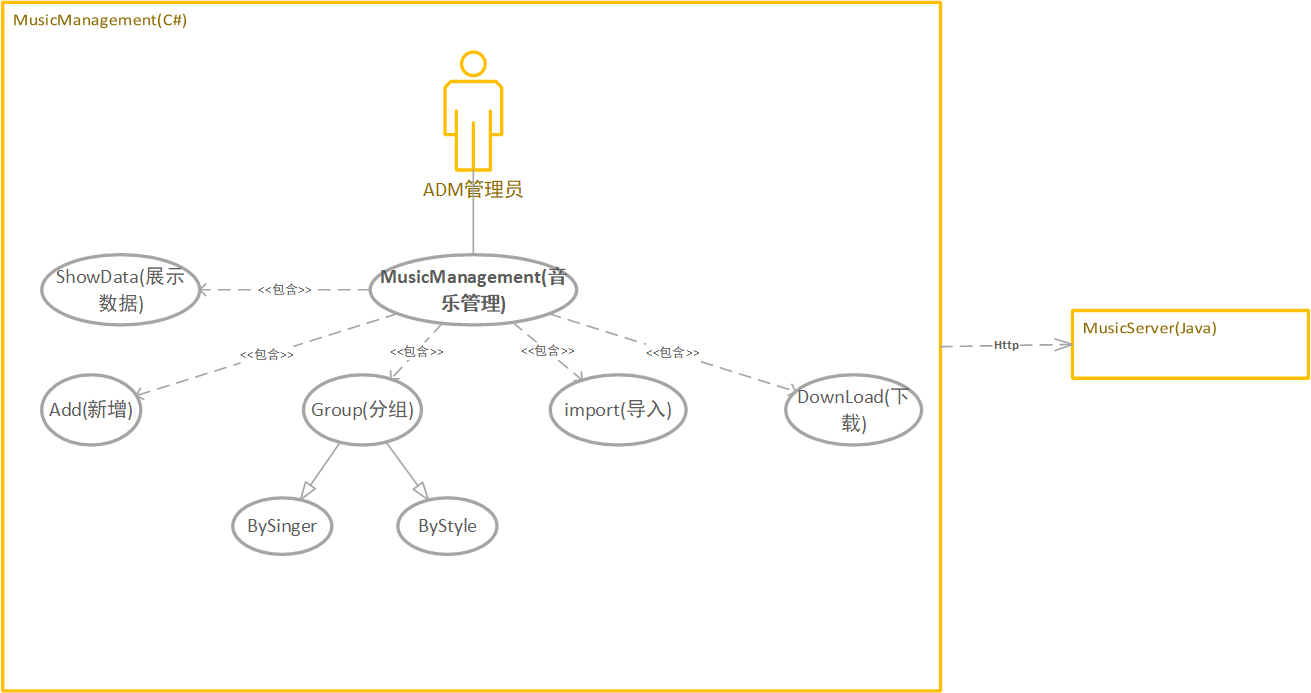 MusicManagement(C#)
ADM管理员
ShowData(展示
数据)
<<包含>>
MusicManagement(音
乐管理)
MusicServer(Java)
Http
<<包含>>
<<包含>>
<<包含>>
<<包含>>
Add(新增)
Group(分组)
import(导入)
DownLoad(下
载)
BySinger
ByStyle